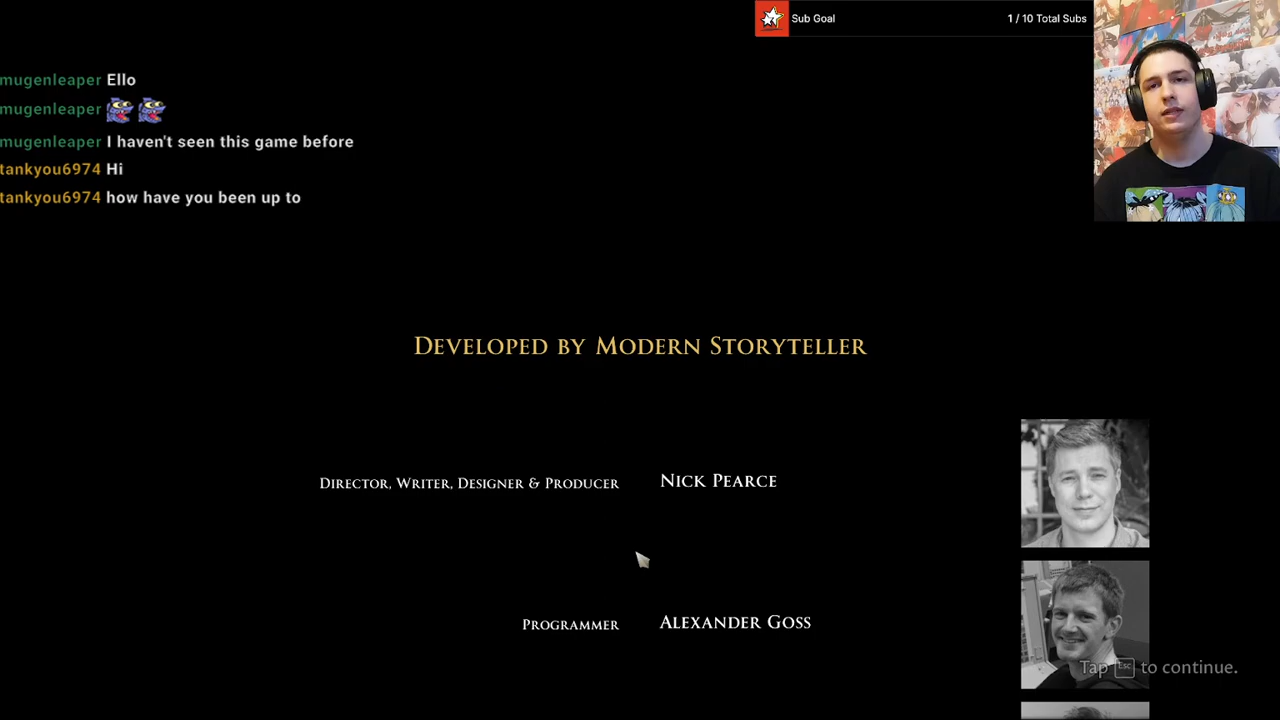 Sub Goal 1 / 10 Total Subs
mugenleaper Ello
mugenleaper
mugenleaper I haven't seen this game before
tankyou6974 Hi
tankyou6974 how have you been up to
Developed by Modern Storyteller
Director, Writer, Designer & Producer Nick Pearce
Programmer Alexander Goss
Tap esc to continue.